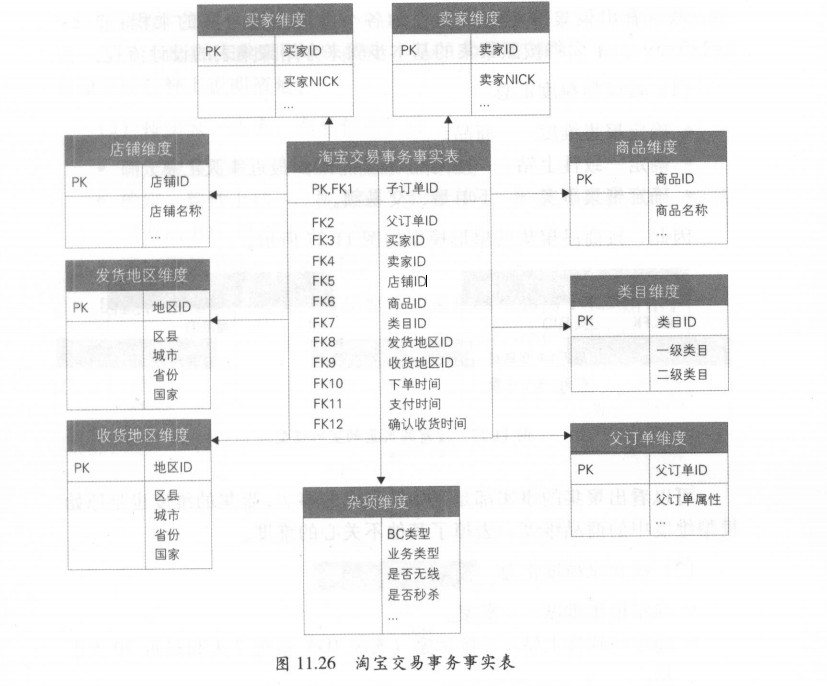 买家维度
PK 买家ID
买家NICK
...
卖家维度
PK 卖家ID
卖家NICK
...
店铺维度
PK 店铺ID
店铺名称
...
淘宝交易事务事实表
PK,FK1 子订单ID
FK2 父订单ID
FK3 买家ID
FK4 卖家ID
FK5 店铺ID
FK6 商品ID
FK7 类目ID
FK8 发货地区ID
FK9 收货地区ID
FK10 下单时间
FK11 支付时间
FK12 确认收货时间
商品维度
PK 商品ID
商品名称
...
发货地区维度
PK 地区ID
区县
城市
省份
国家
类目维度
PK 类目ID
一级类目
二级类目
收货地区维度
PK 地区ID
区县
城市
省份
国家
父订单维度
PK 父订单ID
父订单属性
杂项维度
BC类型
业务类型
是否无线
是否秒杀
...
图 11.26 淘宝交易事务事实表